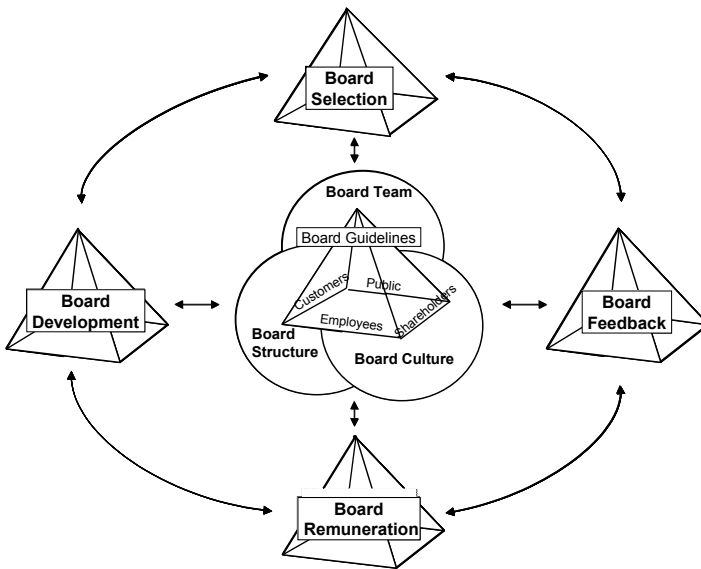 Board
Selection
Board Team
Board Guidelines
Customers
Public
Employees
Shareholders
Board
Structure
Board Culture
Board
Development
Board
Feedback
Board
Remuneration